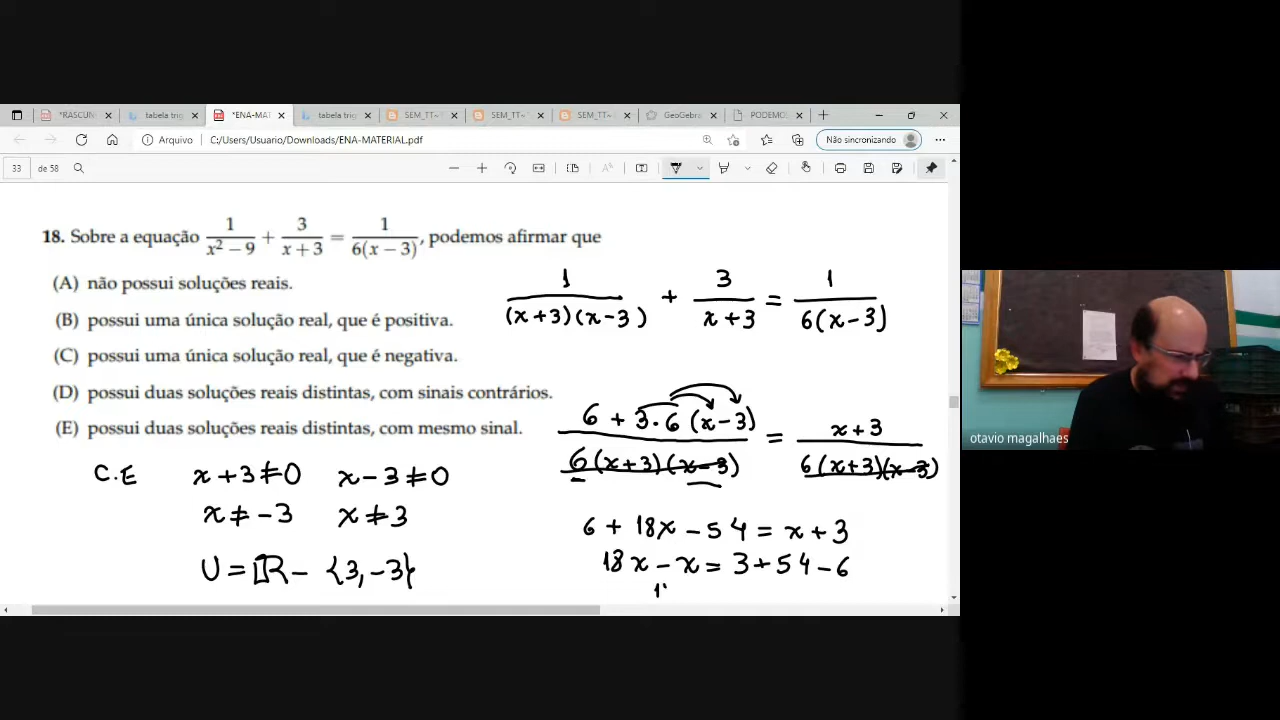 *RASCUN
tabela trig
*ENA-MAT
tabela trig
SEM_TT~
SEM_TT~
SEM_TT~
GeoGebra
PODEMO
Arquivo
C:/Users/Usuario/Downloads/ENA-MATERIAL.pdf
Não sincronizando
33 de 58
18. Sobre a equação 1/(x² − 9) + 3/(x + 3) = 1/(6(x − 3)), podemos afirmar que
(A) não possui soluções reais.
(B) possui uma única solução real, que é positiva.
(C) possui uma única solução real, que é negativa.
(D) possui duas soluções reais distintas, com sinais contrários.
(E) possui duas soluções reais distintas, com mesmo sinal.
1/((x+3)(x-3)) + 3/(x+3) = 1/(6(x-3))
(6 + 3·6(x-3))/(6(x+3)(x-3)) = (x+3)/(6(x+3)(x-3))
6 + 18x - 54 = x + 3
18x - x = 3 + 54 - 6
C.E x+3≠0 x-3≠0
x≠-3 x≠3
U = ℝ - {3,-3}
otavio magalhaes